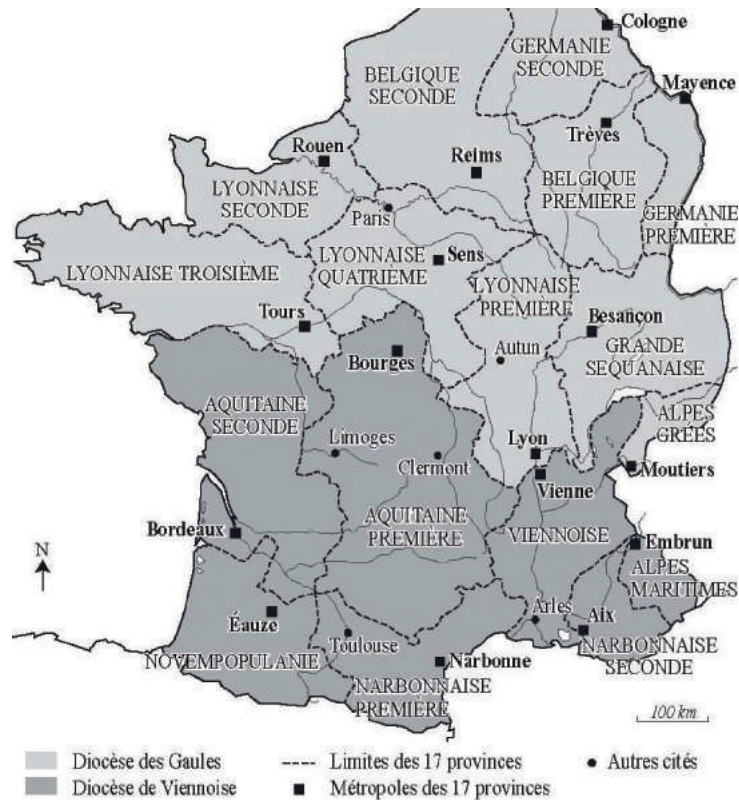 Cologne
GERMANIE
SECONDE
BELGIQUE
SECONDE
Mayence
Trèves
Rouen
Reims
LYONNAISE
SECONDE
BELGIQUE
PREMIÈRE
Paris
GERMANIE
PREMIÈRE
LYONNAISE TROISIÈME
LYONNAISE
QUATRIÈME
Sens
LYONNAISE
PREMIÈRE
Tours
Besançon
Bourges
Autun
GRANDE
SEQUANAISE
AQUITAINE
SECONDE
ALPES
GRÉES
Limoges
Clermont
Lyon
Moutiers
Vienne
Bordeaux
AQUITAINE
PREMIÈRE
VIENNOISE
Embrun
N
ALPES
MARITIMES
Éauze
Arles
Aix
Toulouse
NOVEMPOPULANIE
Narbonne
NARBONNAISE
SECONDE
NARBONNAISE
PREMIÈRE
100 km
Diocèse des Gaules
Limites des 17 provinces
Autres cités
Diocèse de Viennoise
Métropoles des 17 provinces